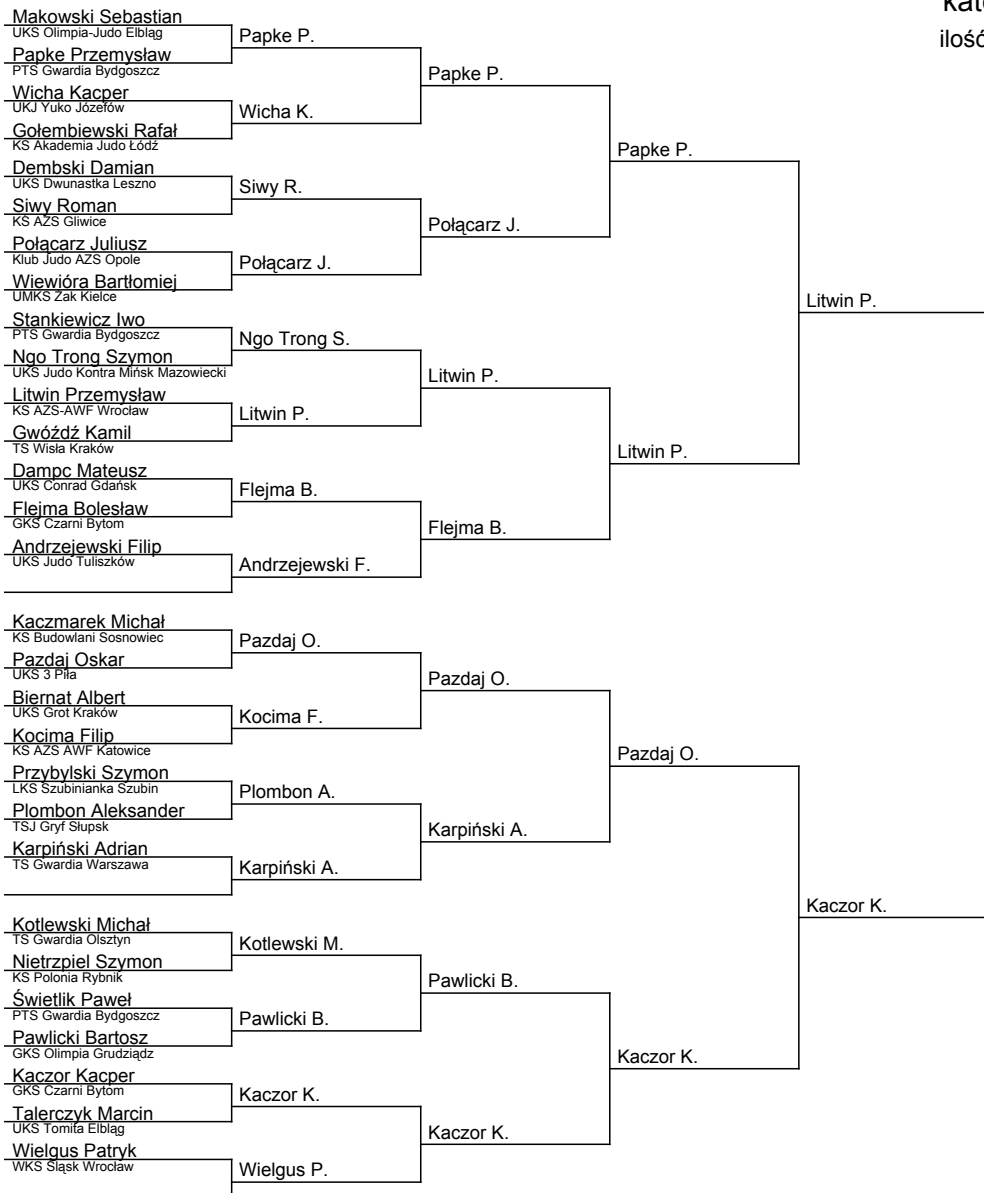 Makowski Sebastian
UKS Olimpia-Judo Elbląg
Papke Przemysław
PTS Gwardia Bydgoszcz
Wicha Kacper
UKJ Yuko Józefów
Gołembiewski Rafał
KS Akademia Judo Łódź
Dembski Damian
UKS Dwunastka Leszno
Siwy Roman
KS AZS Gliwice
Połącarz Juliusz
Klub Judo AZS Opole
Wiewióra Bartłomiej
UMKS Żak Kielce
Stankiewicz Iwo
PTS Gwardia Bydgoszcz
Ngo Trong Szymon
UKS Judo Kontra Mińsk Mazowiecki
Litwin Przemysław
KS AZS-AWF Wrocław
Gwóźdź Kamil
TS Wisła Kraków
Dampc Mateusz
UKS Conrad Gdańsk
Flejma Bolesław
GKS Czarni Bytom
Andrzejewski Filip
UKS Judo Tuliszków
Kaczmarek Michał
KS Budowlani Sosnowiec
Pazdaj Oskar
UKS 3 Piła
Biernat Albert
UKS Grot Kraków
Kocima Filip
KS AZS AWF Katowice
Przybylski Szymon
LKS Szubinianka Szubin
Plombon Aleksander
TSJ Gryf Słupsk
Karpiński Adrian
TS Gwardia Warszawa
Kotlewski Michał
TS Gwardia Olsztyn
Nietrzpiel Szymon
KS Polonia Rybnik
Świetlik Paweł
PTS Gwardia Bydgoszcz
Pawlicki Bartosz
GKS Olimpia Grudziądz
Kaczor Kacper
GKS Czarni Bytom
Talerczyk Marcin
UKS Tomita Elbląg
Wielgus Patryk
WKS Śląsk Wrocław
Papke P.
Wicha K.
Siwy R.
Połącarz J.
Ngo Trong S.
Litwin P.
Flejma B.
Andrzejewski F.
Pazdaj O.
Kocima F.
Plombon A.
Karpiński A.
Kotlewski M.
Pawlicki B.
Kaczor K.
Wielgus P.
Papke P.
Połącarz J.
Litwin P.
Flejma B.
Pazdaj O.
Karpiński A.
Pawlicki B.
Kaczor K.
Papke P.
Litwin P.
Pazdaj O.
Kaczor K.
Litwin P.
Kaczor K.
kat
ilość